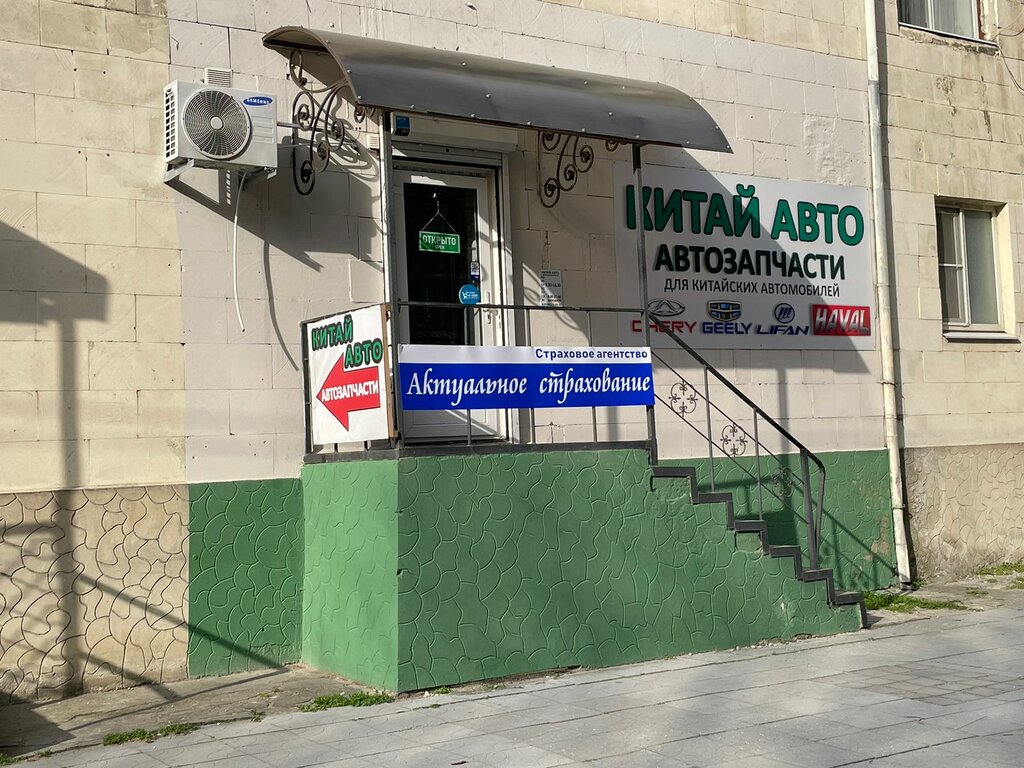 SAMSUNG
КИТАЙ АВТО
АВТОЗАПЧАСТИ
ДЛЯ КИТАЙСКИХ АВТОМОБИЛЕЙ
CHERY GEELY LIFAN HAVAL
ОТКРЫТО
OPEN
КИТАЙ
АВТО
АВТОЗАПЧАСТИ
Страховое агентство
Актуальное страхование